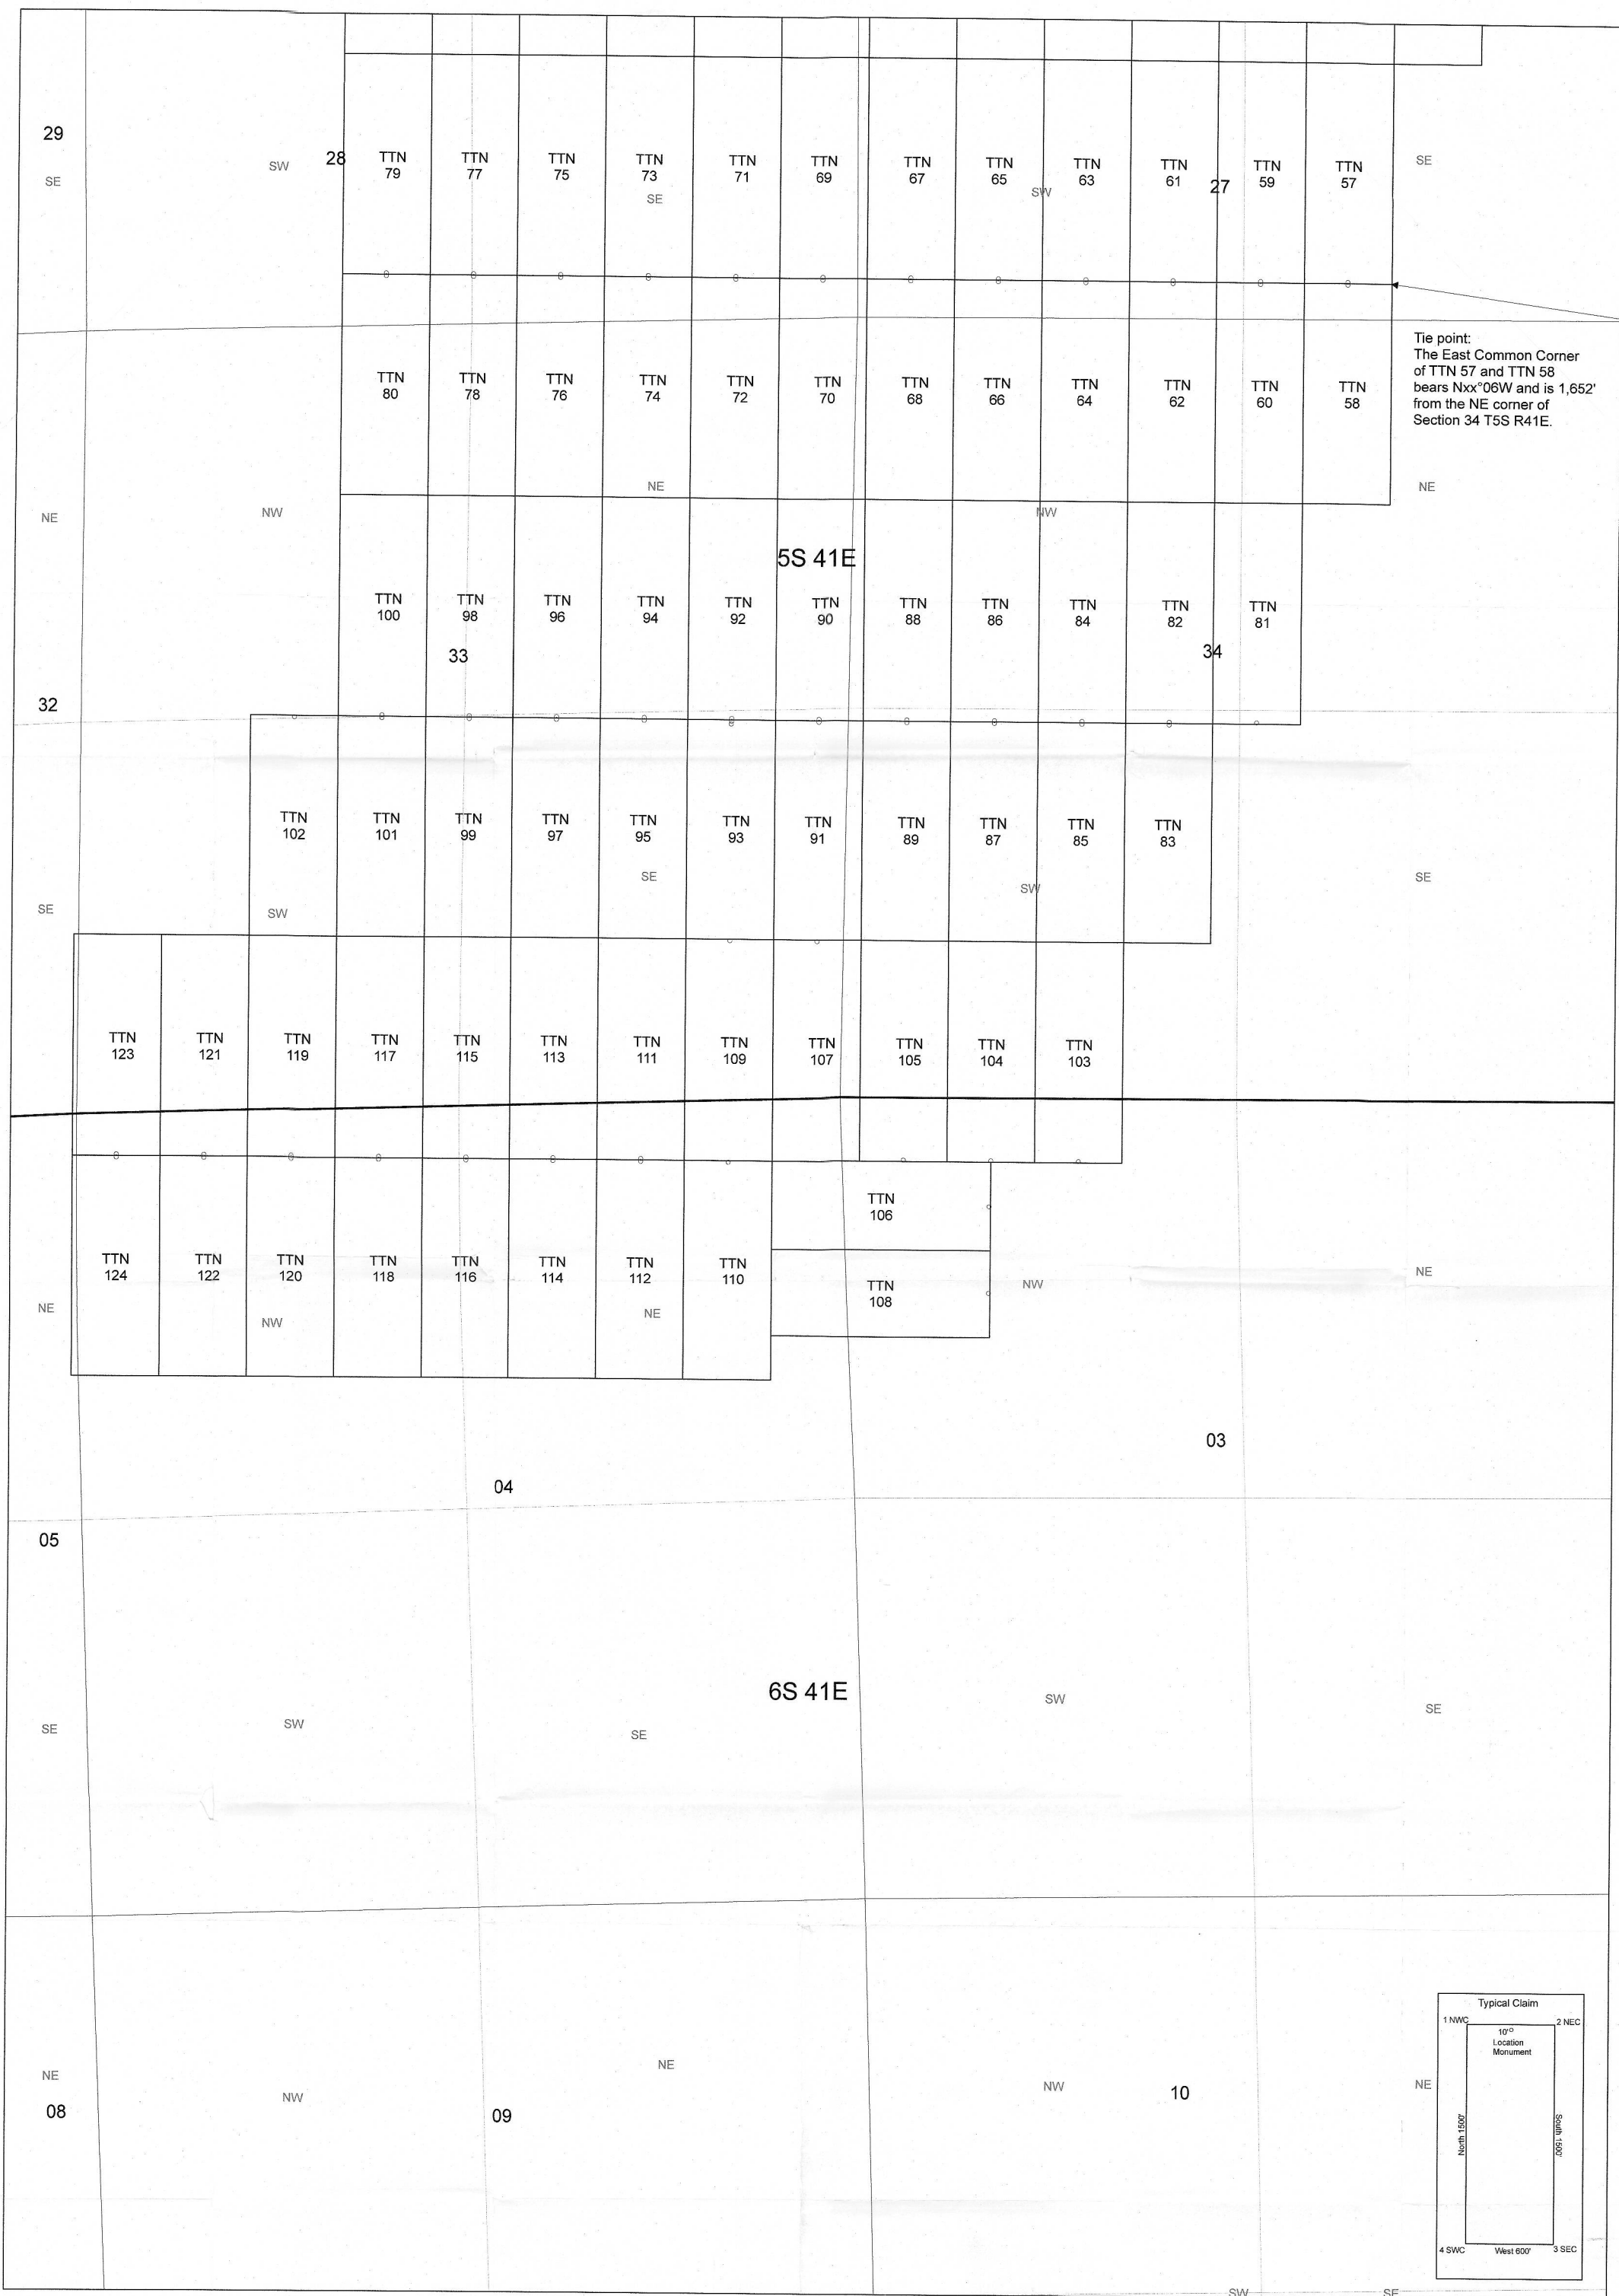 29
SE
SW
28
TTN
79
TTN
77
TTN
75
TTN
73
SE
TTN
71
TTN
69
TTN
67
TTN
65
SW
TTN
63
TTN
61
27
TTN
59
TTN
57
SE
Tie point:
The East Common Corner
of TTN 57 and TTN 58
bears Nxx°06W and is 1,652'
from the NE corner of
Section 34 T5S R41E.
TTN
80
TTN
78
TTN
76
TTN
74
TTN
72
TTN
70
TTN
68
TTN
66
TTN
64
TTN
62
TTN
60
TTN
58
NE
NW
NE
NW
NE
5S 41E
TTN
100
TTN
98
TTN
96
TTN
94
TTN
92
TTN
90
TTN
88
TTN
86
TTN
84
TTN
82
TTN
81
33
34
32
TTN
102
TTN
101
TTN
99
TTN
97
TTN
95
TTN
93
TTN
91
TTN
89
TTN
87
TTN
85
TTN
83
SE
SW
SE
SW
SE
TTN
123
TTN
121
TTN
119
TTN
117
TTN
115
TTN
113
TTN
111
TTN
109
TTN
107
TTN
105
TTN
104
TTN
103
TTN
106
TTN
124
TTN
122
TTN
120
TTN
118
TTN
116
TTN
114
TTN
112
TTN
110
TTN
108
NE
NW
NE
NW
NE
03
04
05
6S 41E
SE
SW
SE
SW
SE
NE
08
NW
09
NE
NW
10
NE
Typical Claim
1 NWC
2 NEC
10'
Location
Monument
North 1500'
South 1500'
4 SWC
West 600'
3 SEC
SW
SE